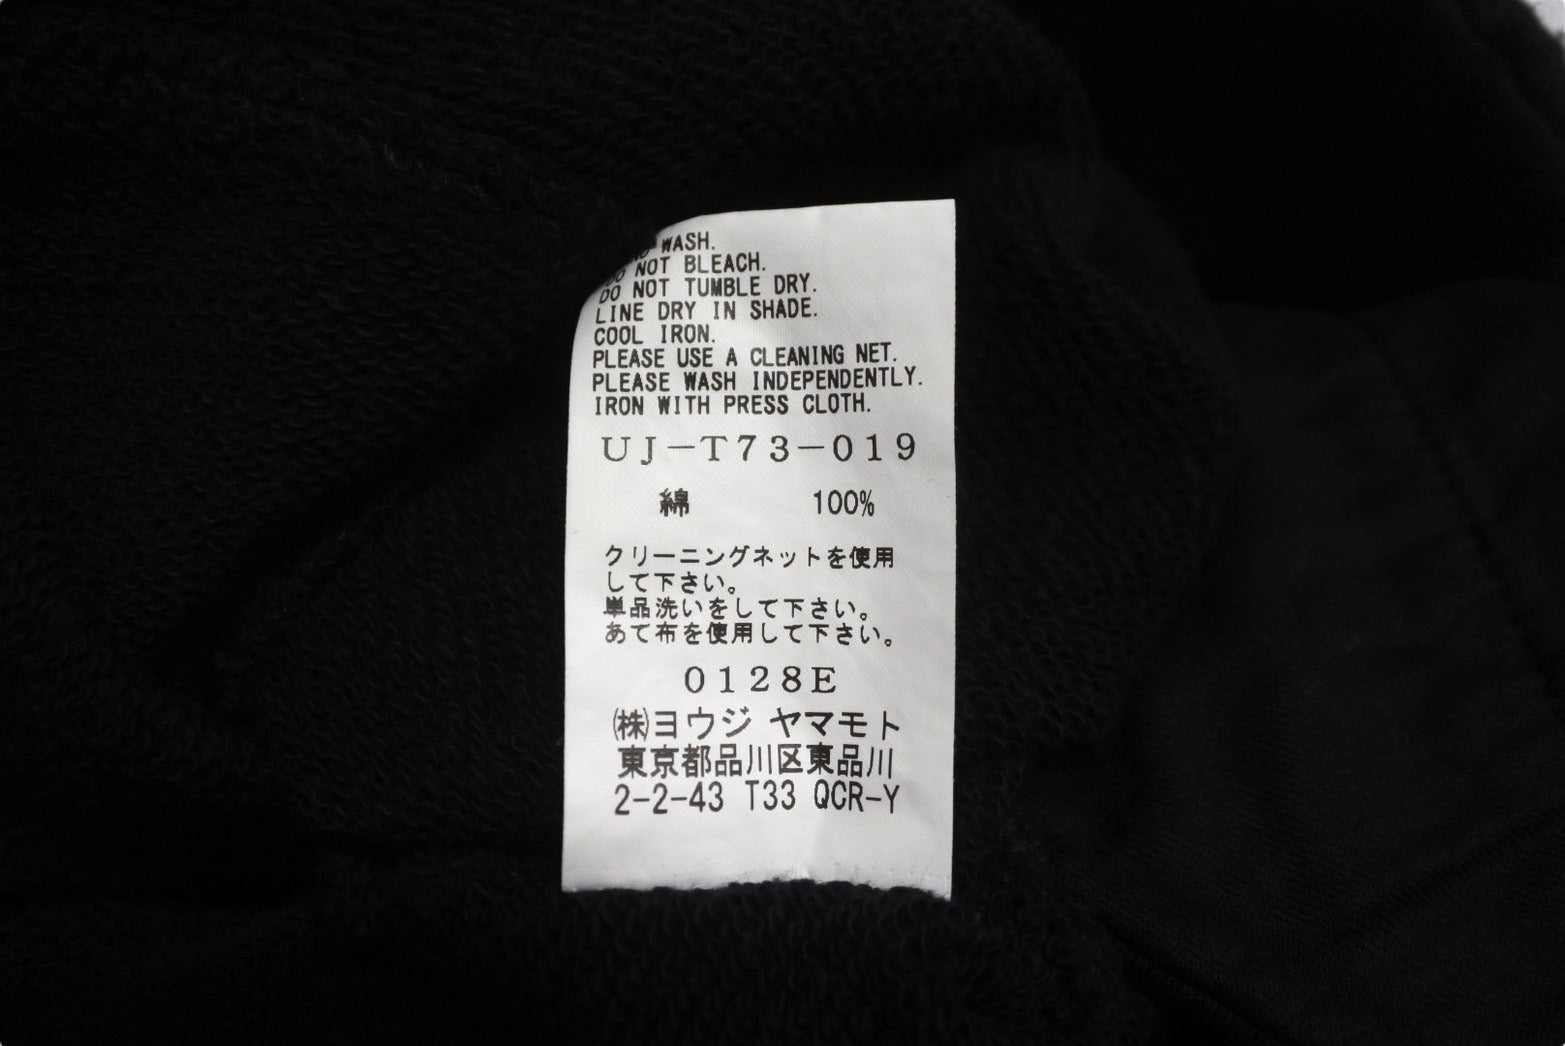 WASH.
DO NOT BLEACH.
DO NOT TUMBLE DRY.
LINE DRY IN SHADE.
COOL IRON.
PLEASE USE A CLEANING NET.
PLEASE WASH INDEPENDENTLY.
IRON WITH PRESS CLOTH.
UJ-T73-019
綿 100%
クリーニングネットを使用
して下さい。
単品洗いをして下さい。
あて布を使用して下さい。
0128E
㈱ヨウジ ヤマモト
東京都品川区東品川
2-2-43 T33 QCR-Y